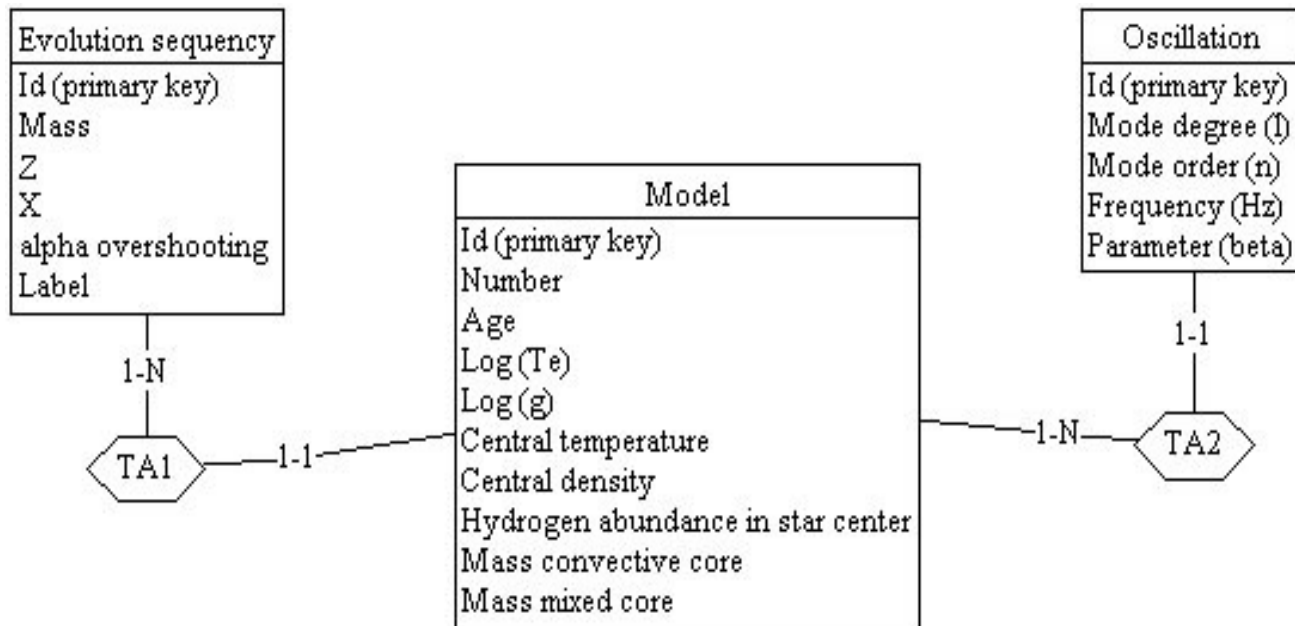 Evolution sequency
Id (primary key)
Mass
Z
X
alpha overshooting
Label
1-N
TA1
1-1
Model
Id (primary key)
Number
Age
Log (Te)
Log (g)
Central temperature
Central density
Hydrogen abundance in star center
Mass convective core
Mass mixed core
1-N
TA2
1-1
Oscillation
Id (primary key)
Mode degree (l)
Mode order (n)
Frequency (Hz)
Parameter (beta)